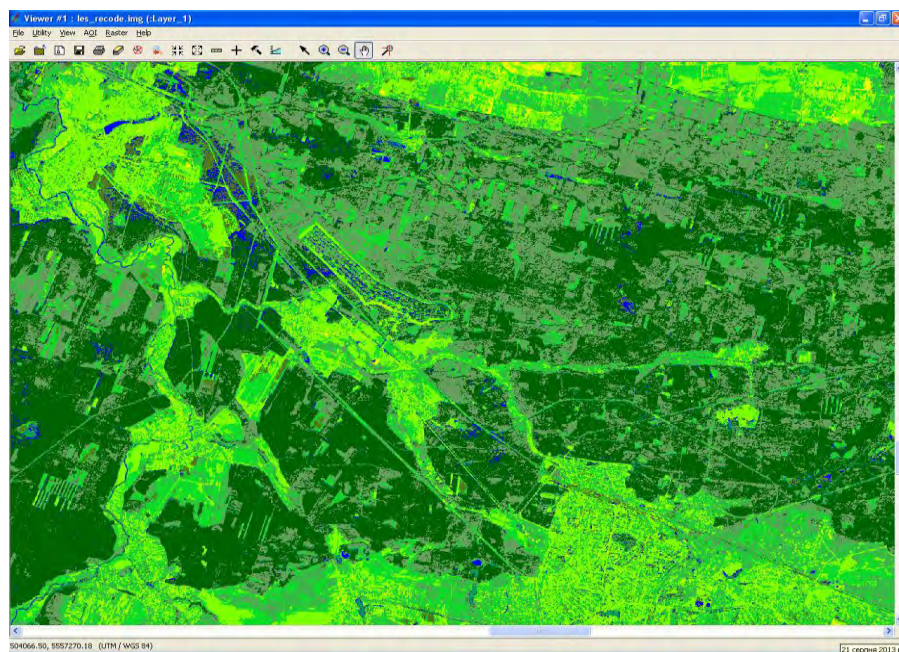 Viewer #1 : les_recode.img (:Layer_1)
File Utility View AOI Raster Help
504066.50, 5557270.18 (UTM / WGS 84)
21 серпня 2013